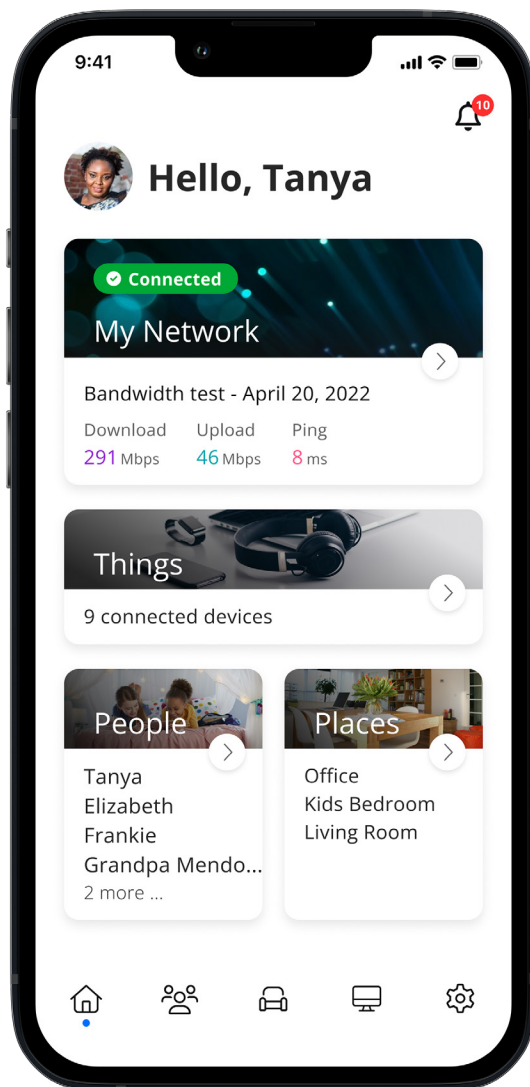 9:41
10
Hello, Tanya
Connected
My Network
Bandwidth test - April 20, 2022
Download Upload Ping
291 Mbps 46 Mbps 8 ms
Things
9 connected devices
People
Tanya
Elizabeth
Frankie
Grandpa Mendo...
2 more ...
Places
Office
Kids Bedroom
Living Room